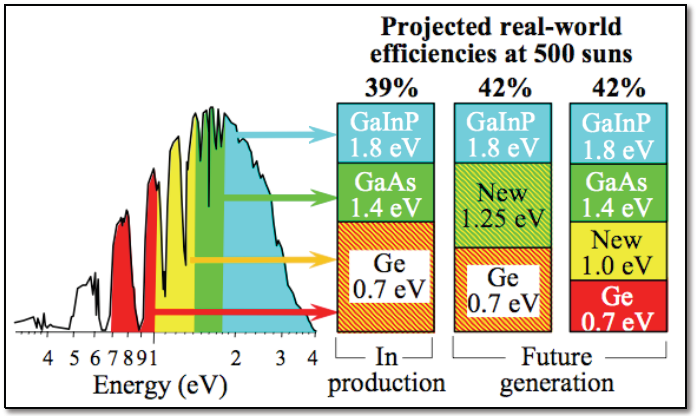 Projected real-world
efficiencies at 500 suns
39% 42% 42%
GaInP GaInP GaInP
1.8 eV 1.8 eV 1.8 eV
GaAs
1.4 eV
New
1.25 eV
GaAs
1.4 eV
Ge
0.7 eV
Ge
0.7 eV
New
1.0 eV
Ge
0.7 eV
4 5 6 7 8 9 1 2 3 4
Energy (eV)
In
production
Future
generation